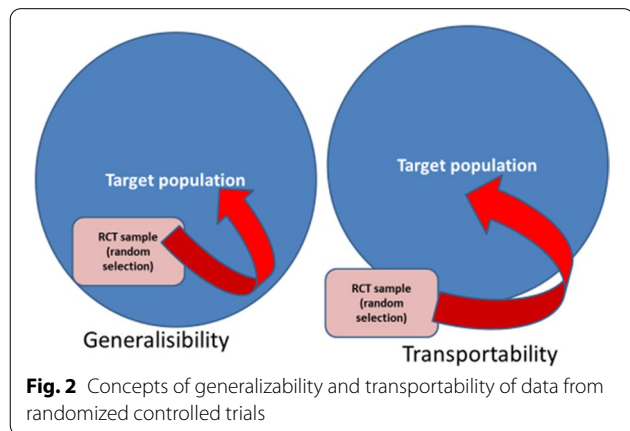 Target population
RCT sample
(random
selection)
Generalisibility
Target population
RCT sample
(random
selection)
Transportability
Fig. 2 Concepts of generalizability and transportability of data from
randomized controlled trials